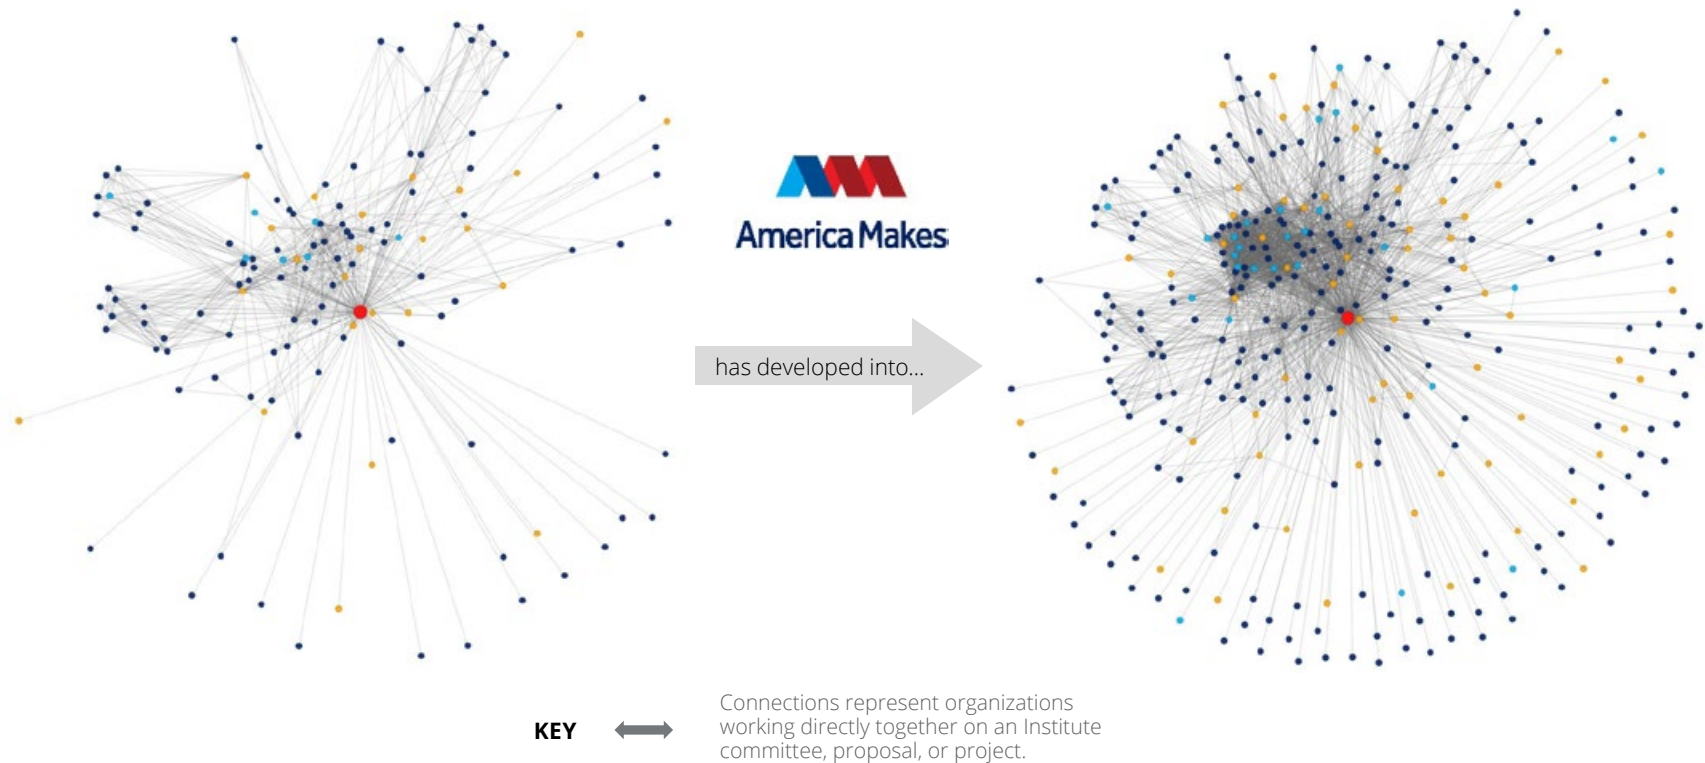 America Makes
has developed into...
KEY
Connections represent organizations
working directly together on an Institute
committee, proposal, or project.